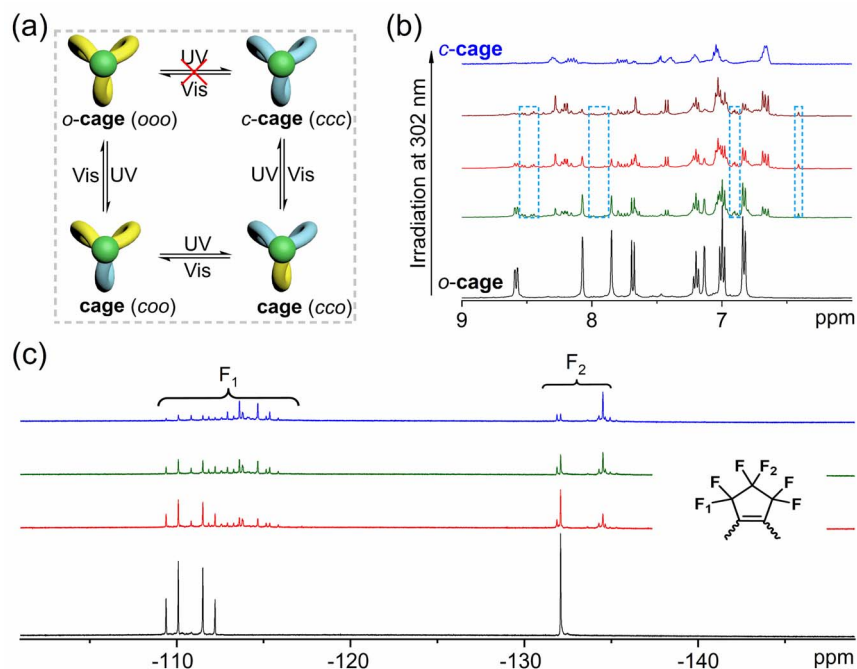 (a)
UV
Vis
o-cage (ooo)
c-cage (ccc)
Vis
UV
UV
Vis
UV
Vis
cage (coo)
cage (cco)
(b)
Irradiation at 302 nm
c-cage
o-cage
9
8
7
ppm
(c)
F1
F2
F
F2
F
F
F1
F
-110
-120
-130
-140
ppm